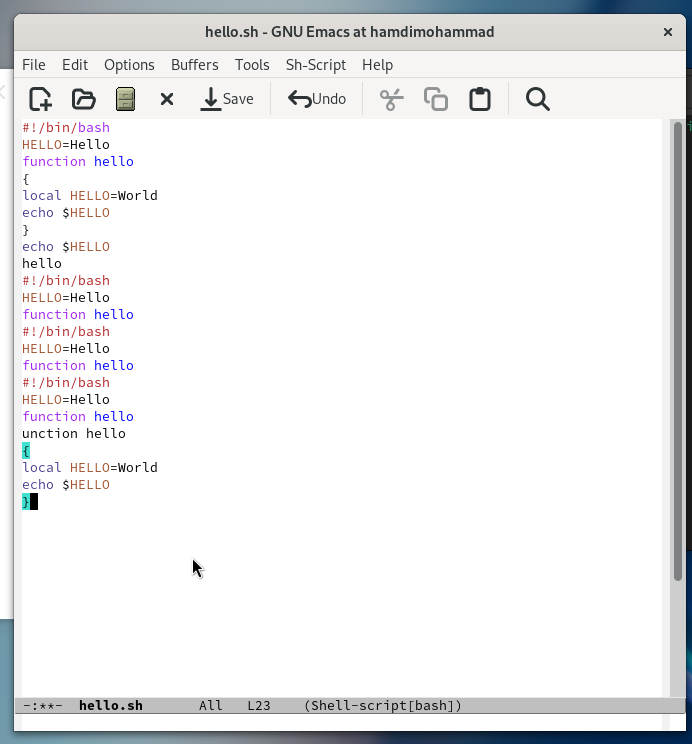 hello.sh - GNU Emacs at hamdimohammad
File Edit Options Buffers Tools Sh-Script Help
Save Undo
#!/bin/bash
HELLO=Hello
function hello
{
local HELLO=World
echo $HELLO
}
echo $HELLO
hello
#!/bin/bash
HELLO=Hello
function hello
#!/bin/bash
HELLO=Hello
function hello
#!/bin/bash
HELLO=Hello
function hello
unction hello
{
local HELLO=World
echo $HELLO
}
-:**- hello.sh All L23 (Shell-script[bash])